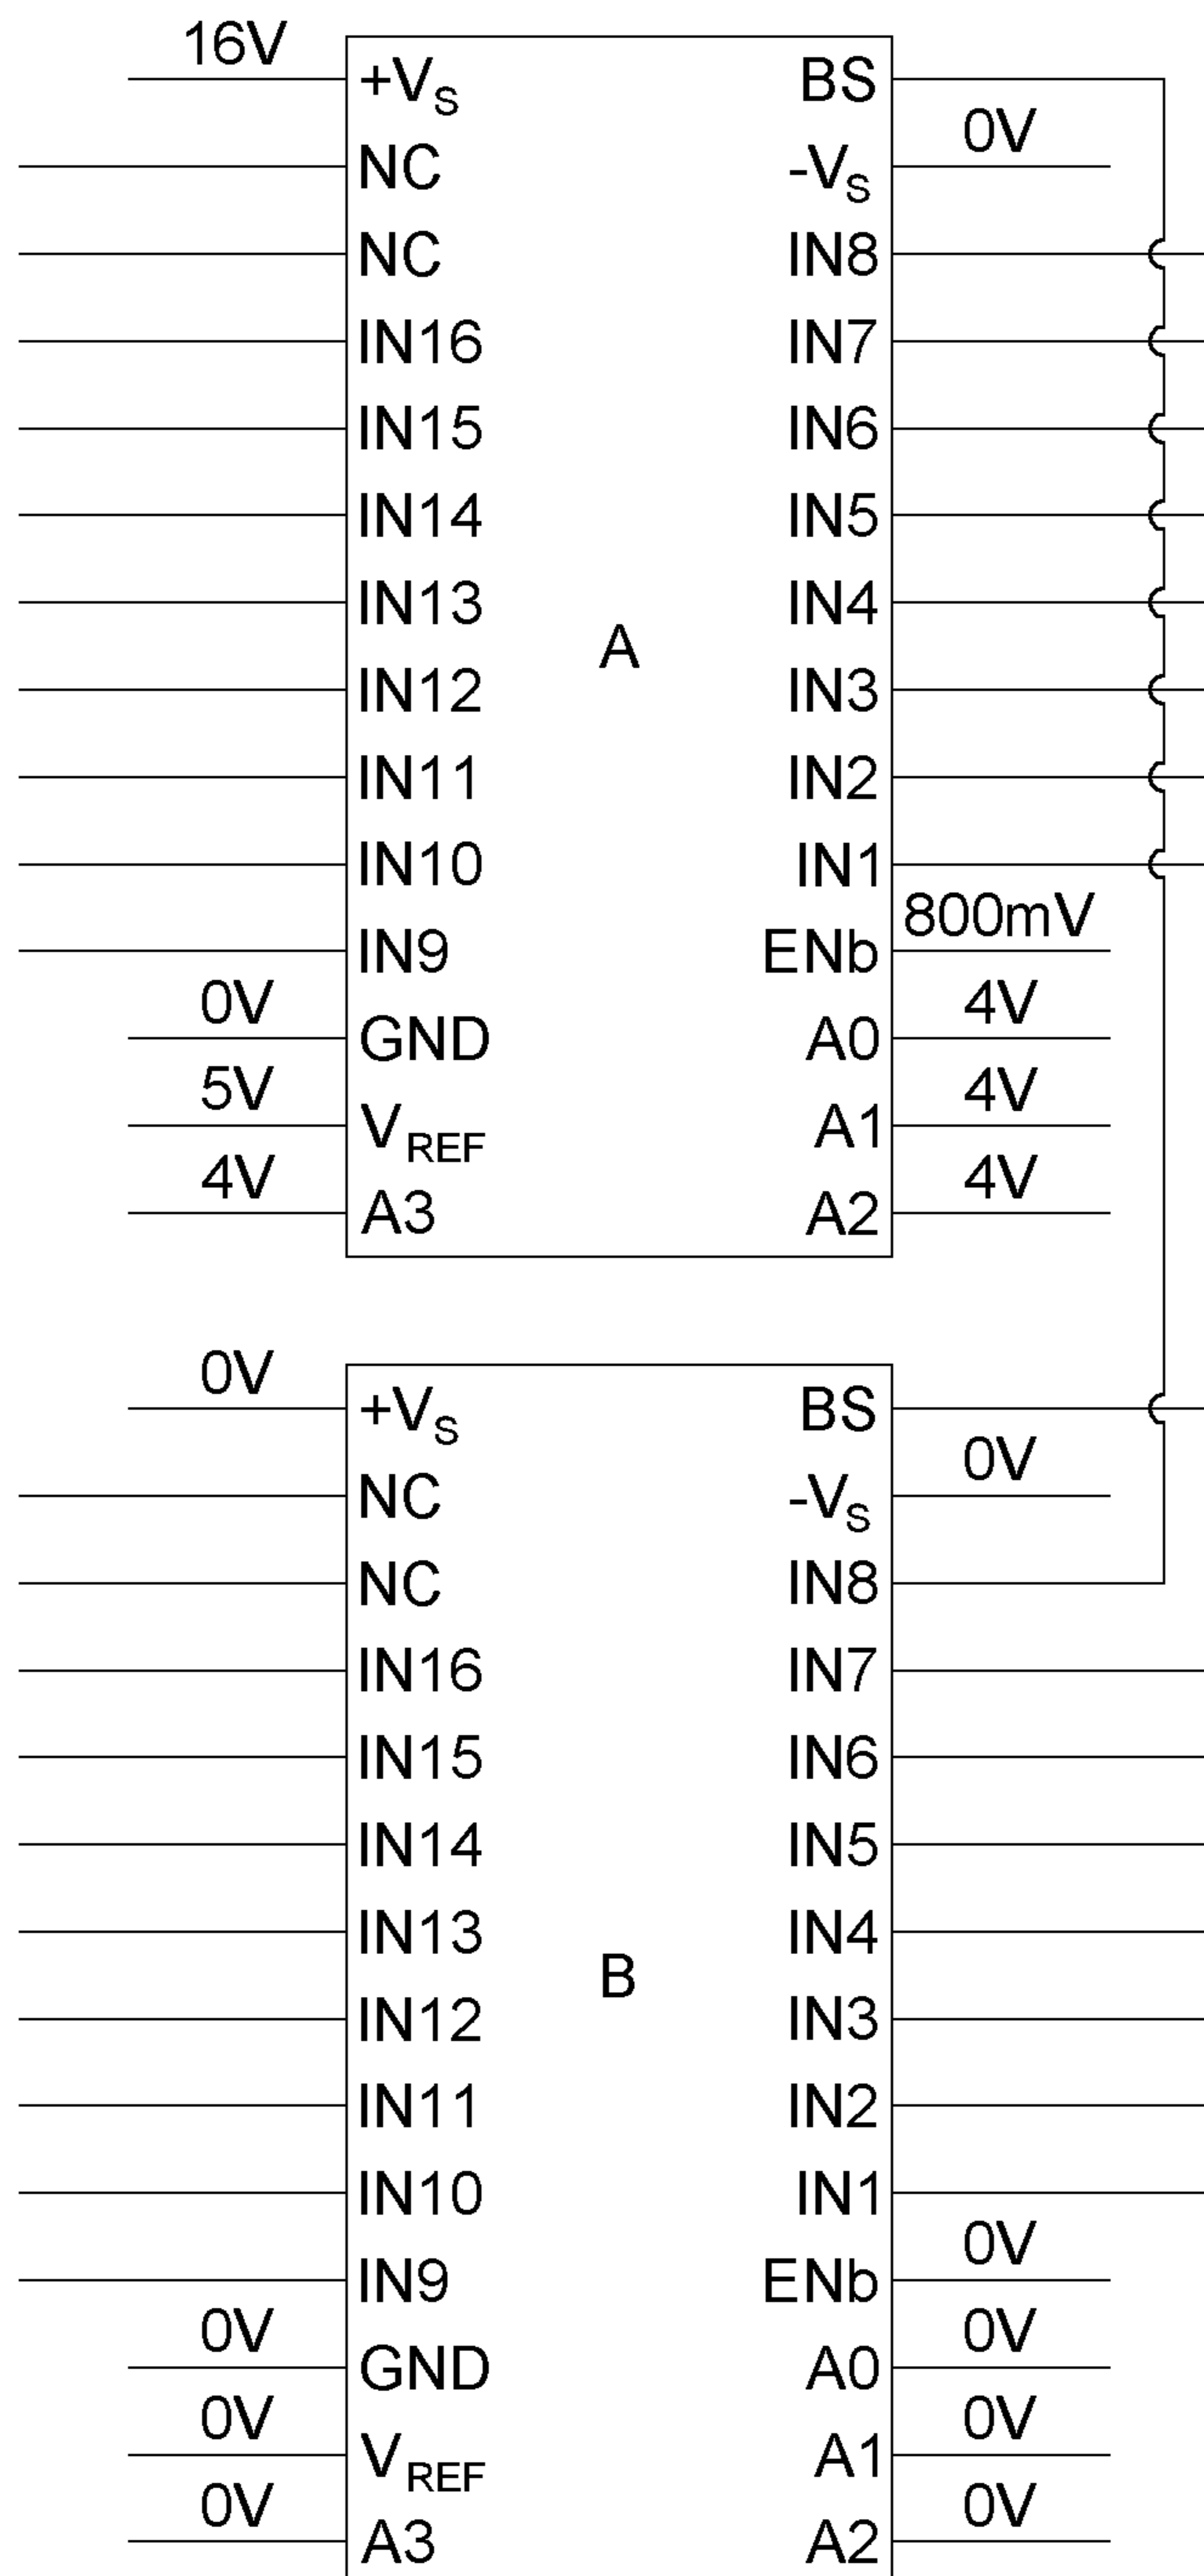 16V
+VS BS
0V
NC -VS
NC IN8
IN16 IN7
IN15 IN6
IN14 IN5
IN13 IN4
A
IN12 IN3
IN11 IN2
IN10 IN1
800mV
IN9 ENb
0V 4V
GND A0
5V 4V
VREF A1
4V 4V
A3 A2
0V
+VS BS
0V
NC -VS
NC IN8
IN16 IN7
IN15 IN6
IN14 IN5
IN13 IN4
B
IN12 IN3
IN11 IN2
IN10 IN1
0V
IN9 ENb
0V 0V
GND A0
0V 0V
VREF A1
0V 0V
A3 A2